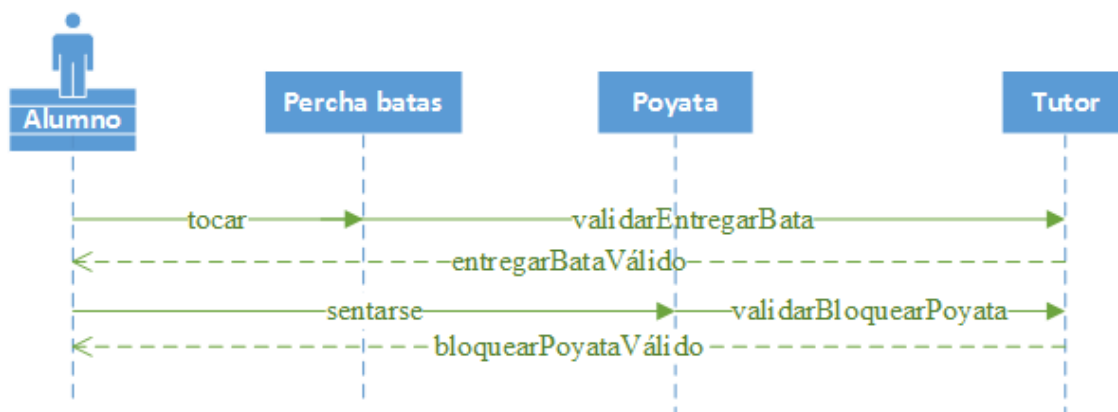 Alumno
Percha batas
Poyata
Tutor
tocar
validarEntregarBata
entregarBataVálido
sentarse
validarBloquearPoyata
bloquearPoyataVálido